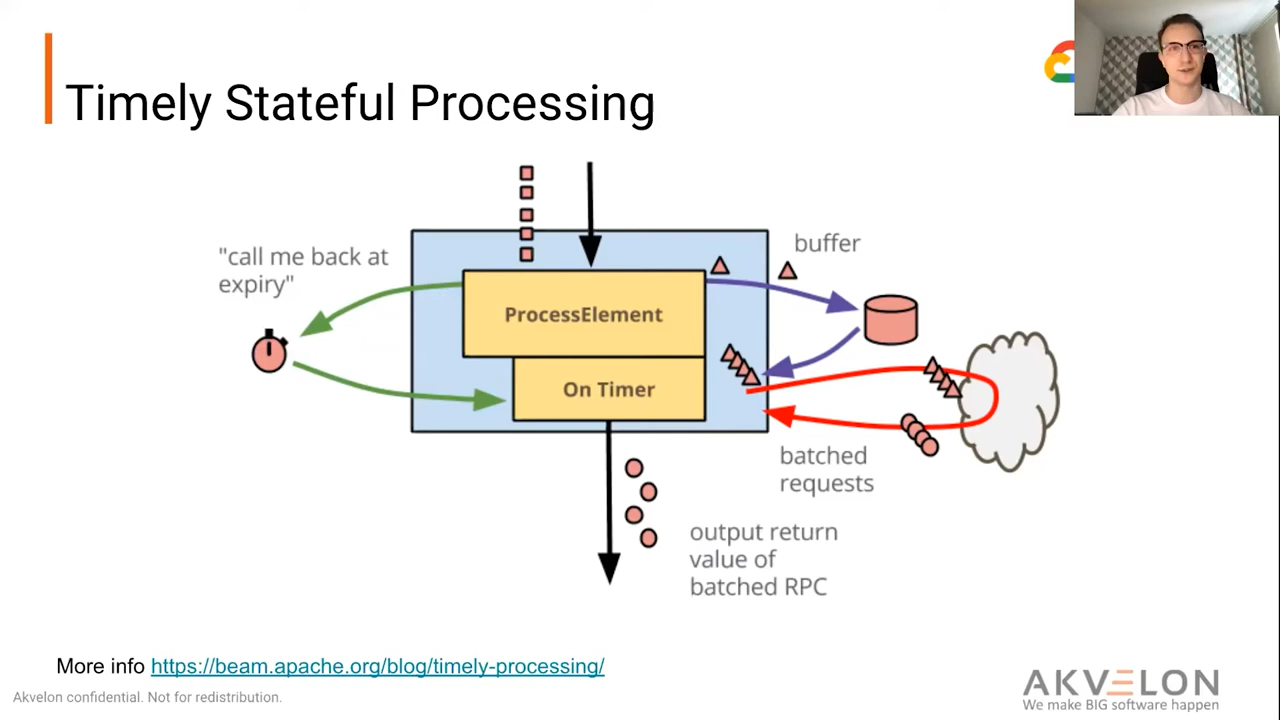 Timely Stateful Processing
"call me back at
expiry"
buffer
ProcessElement
On Timer
batched
requests
output return
value of
batched RPC
More info https://beam.apache.org/blog/timely-processing/
Akvelon confidential. Not for redistribution.
AKVELON
We make BIG software happen